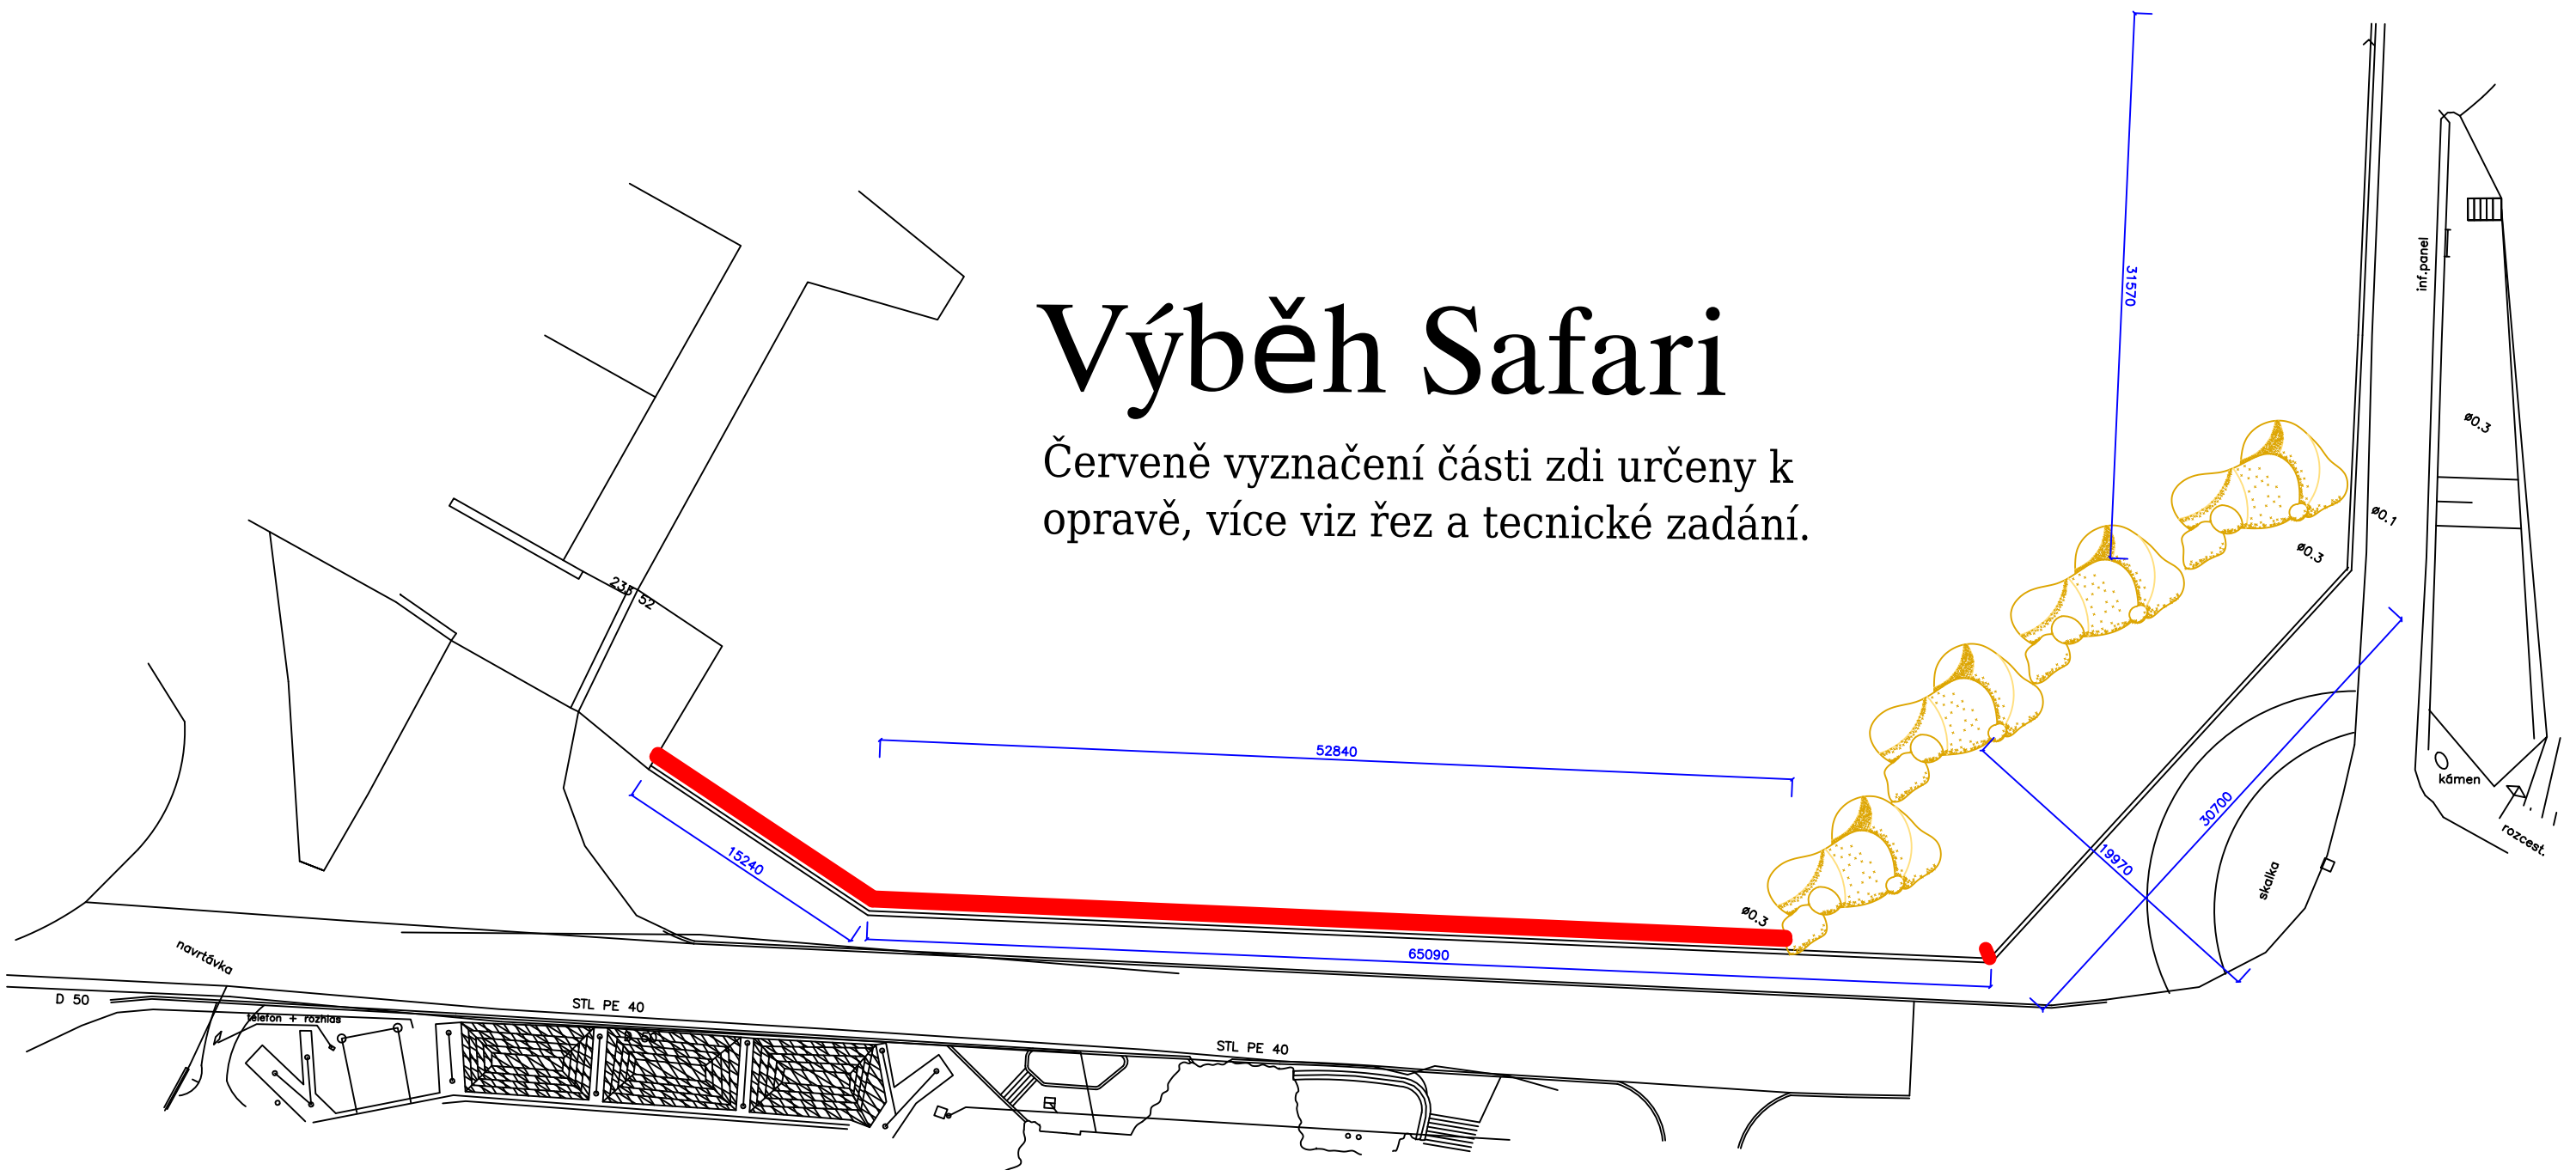 31570
inf.panel
Výběh Safari
ø0.3
Červeně vyznačení části zdi určeny k
opravě, více viz řez a tecnické zadání.
ø0.1
ø0.3
52840
kámen
30700
rozcest.
15240
19970
skalka
ø0.3
navrtávka
65090
D 50
STL PE 40
telefon + rozhlas
STL PE 40